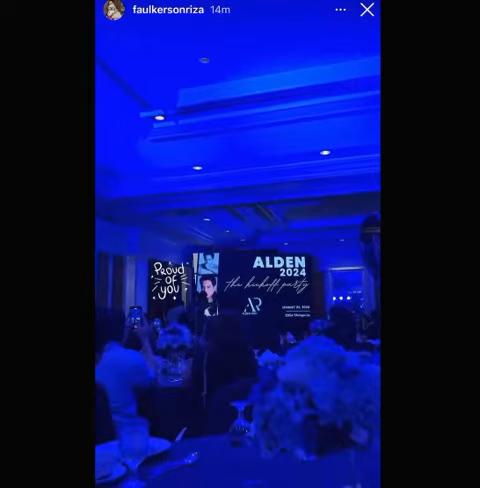 faulkersonriza 14m
Proud
of
you
ALDEN
2024
the kickoff party
AR